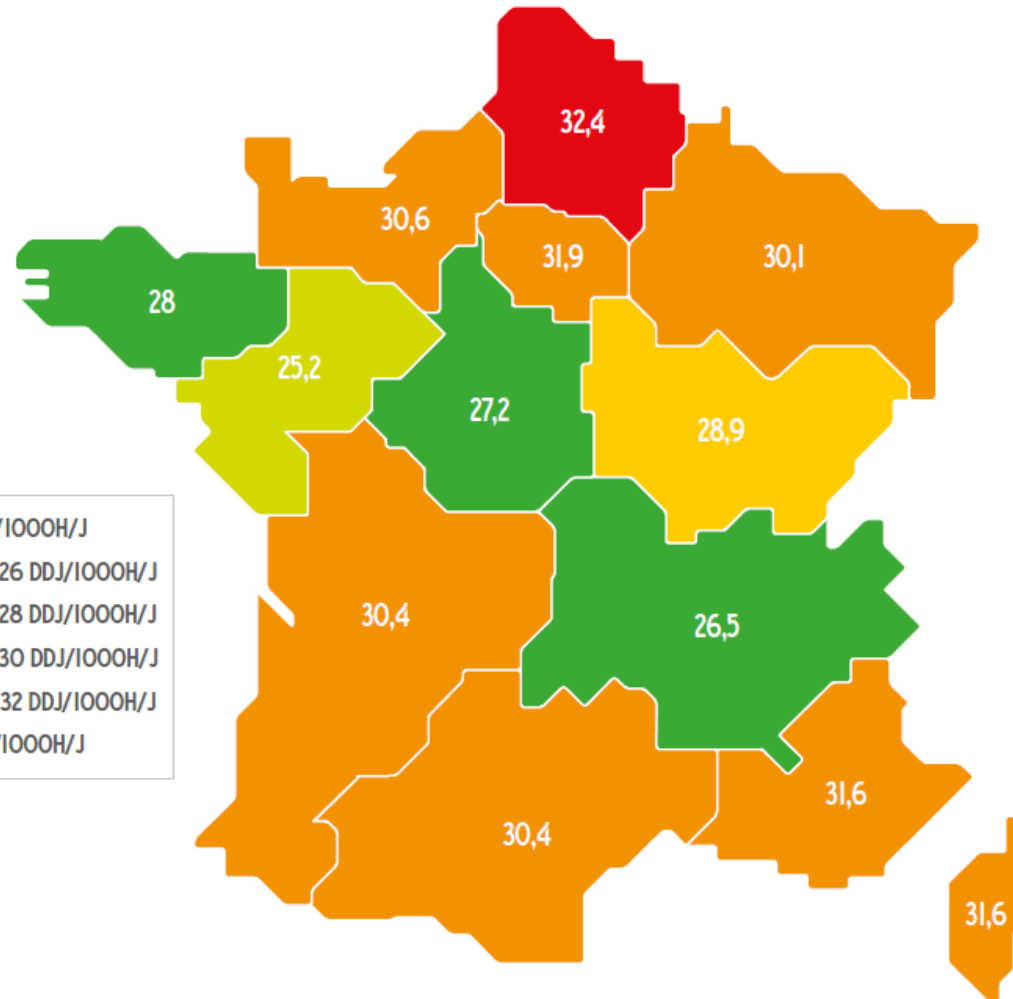 32,4
30,6
31,9
30,1
28
25,2
27,2
28,9
/1000H/J
26 DDJ/1000H/J
28 DDJ/1000H/J
30 DDJ/1000H/J
32 DDJ/1000H/J
/1000H/J
30,4
26,5
31,6
30,4
31,6